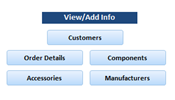 View/Add Info
Customers
Order Details
Components
Accessories
Manufacturers